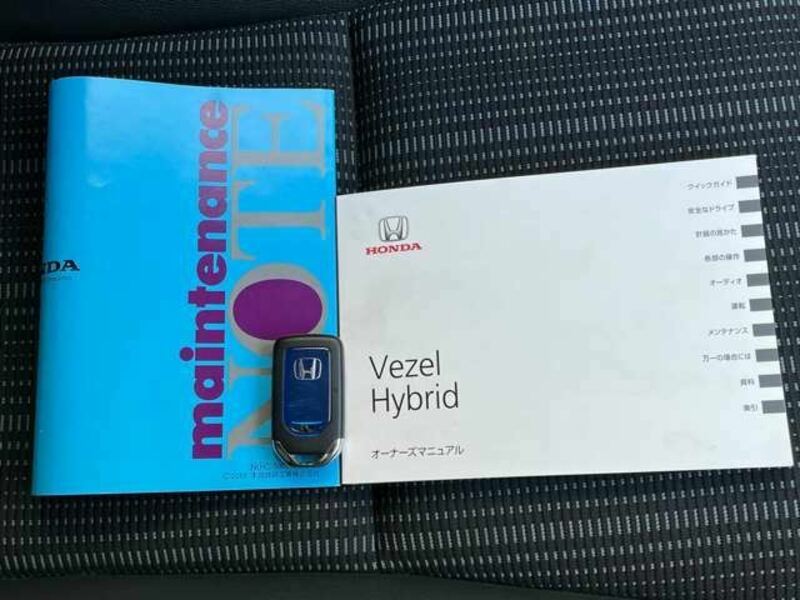 maintenance
NOTE
HONDA
Vezel
Hybrid
オーナーズマニュアル
クイックガイド
安全なドライブ
計器の見かた
各部の操作
オーディオ
運転
メンテナンス
万一の場合には
資料
索引